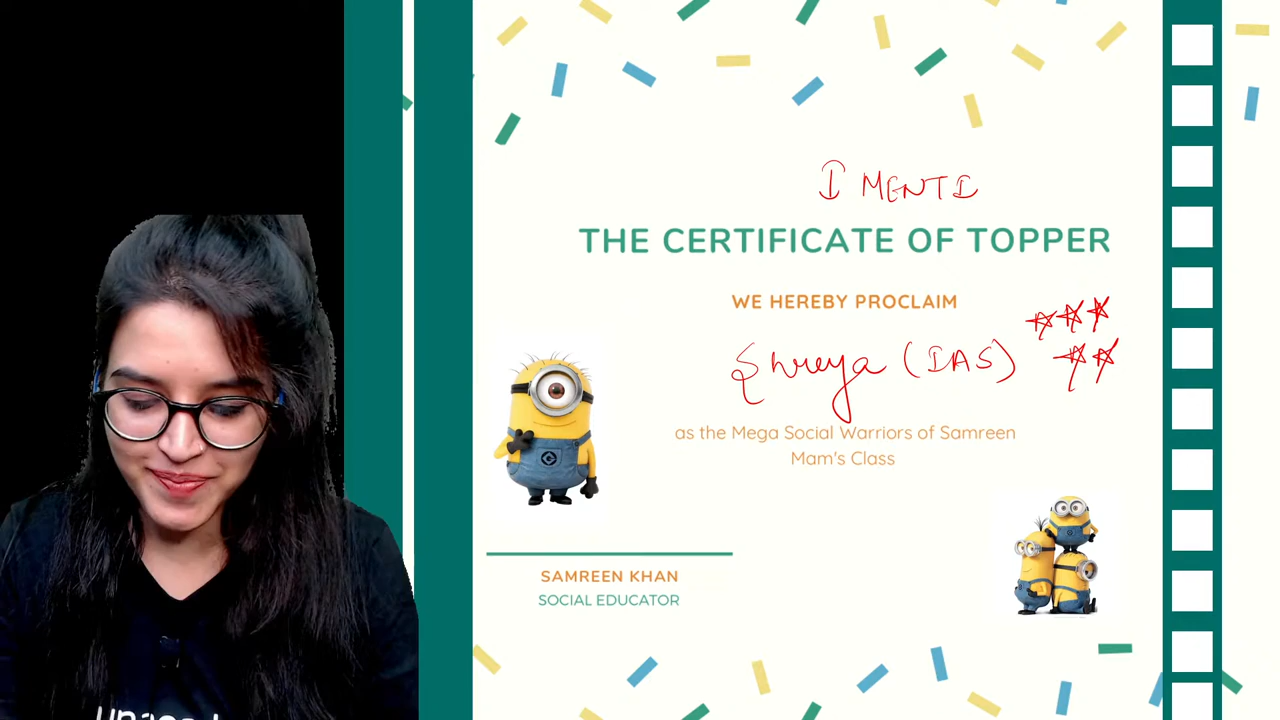 I MENTI
THE CERTIFICATE OF TOPPER
WE HEREBY PROCLAIM
Shreya (IAS)
as the Mega Social Warriors of Samreen
Mam's Class
SAMREEN KHAN
SOCIAL EDUCATOR